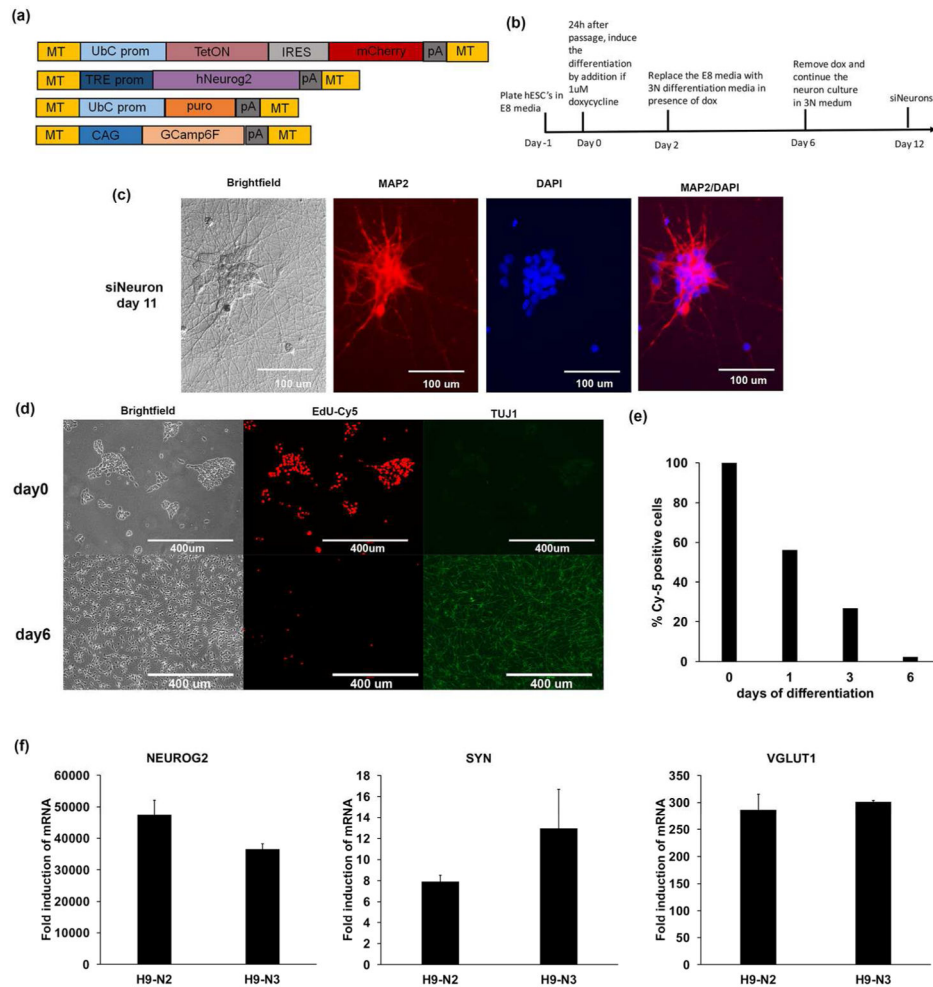 (a)
MT UbC prom TetON IRES mCherry pA MT
MT TRE prom hNeurog2 pA MT
MT UbC prom puro pA MT
MT CAG GCamp6F pA MT
(b)
Plate hESC's in
E8 media
24h after
passage, induce
the
differentiation
by addition if
1uM
doxycycline
Replace the E8 media with
3N differentiation media in
presence of dox
Remove dox and
continue the
neuron culture
in 3N medum
siNeurons
Day -1 Day 0 Day 2 Day 6 Day 12
(c)
Brightfield MAP2 DAPI MAP2/DAPI
siNeuron
day 11
100 um 100 um 100 um 100 um
(d)
Brightfield EdU-Cy5 TUJ1
day0
400um 400um 400um
day6
400 um 400 um 400 um
(e)
% Cy-5 positive cells
100
80
60
40
20
0
0 1 3 6
days of differentiation
(f)
NEUROG2
Fold induction of mRNA
60000
50000
40000
30000
20000
10000
0
H9-N2 H9-N3
SYN
Fold induction of mRNA
18
16
14
12
10
8
6
4
2
0
H9-N2 H9-N3
VGLUT1
Fold induction of mRNA
350
300
250
200
150
100
50
0
H9-N2 H9-N3